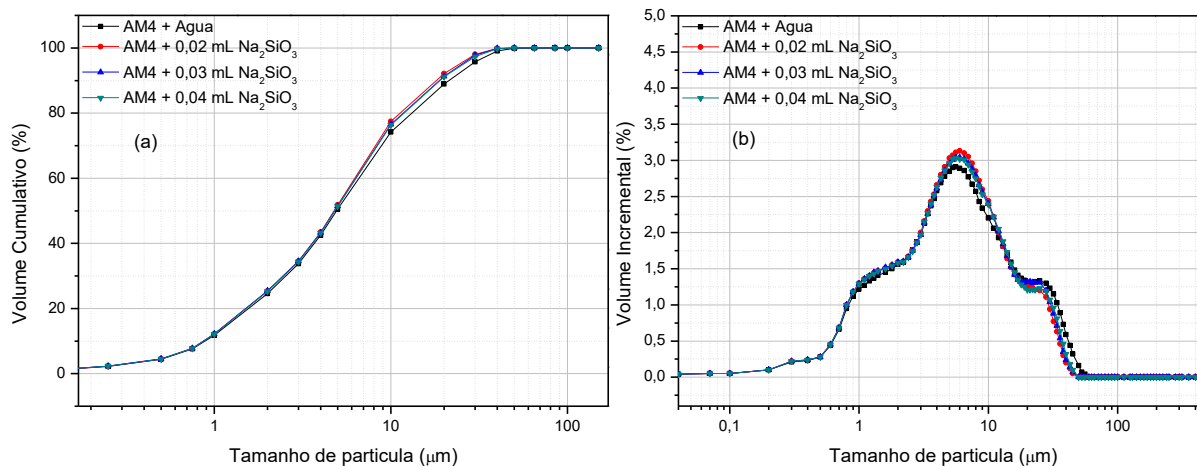 AM4 + Agua
AM4 + 0,02 mL Na₂SiO₃
AM4 + 0,03 mL Na₂SiO₃
AM4 + 0,04 mL Na₂SiO₃
(a)
Volume Cumulativo (%)
100
80
60
40
20
0
1
10
100
Tamanho de particula (μm)
AM4 + Agua
AM4 + 0,02 mL Na₂SiO₃
AM4 + 0,03 mL Na₂SiO₃
AM4 + 0,04 mL Na₂SiO₃
(b)
Volume Incremental (%)
5,0
4,5
4,0
3,5
3,0
2,5
2,0
1,5
1,0
0,5
0,0
0,1
1
10
100
Tamanho de particula (μm)